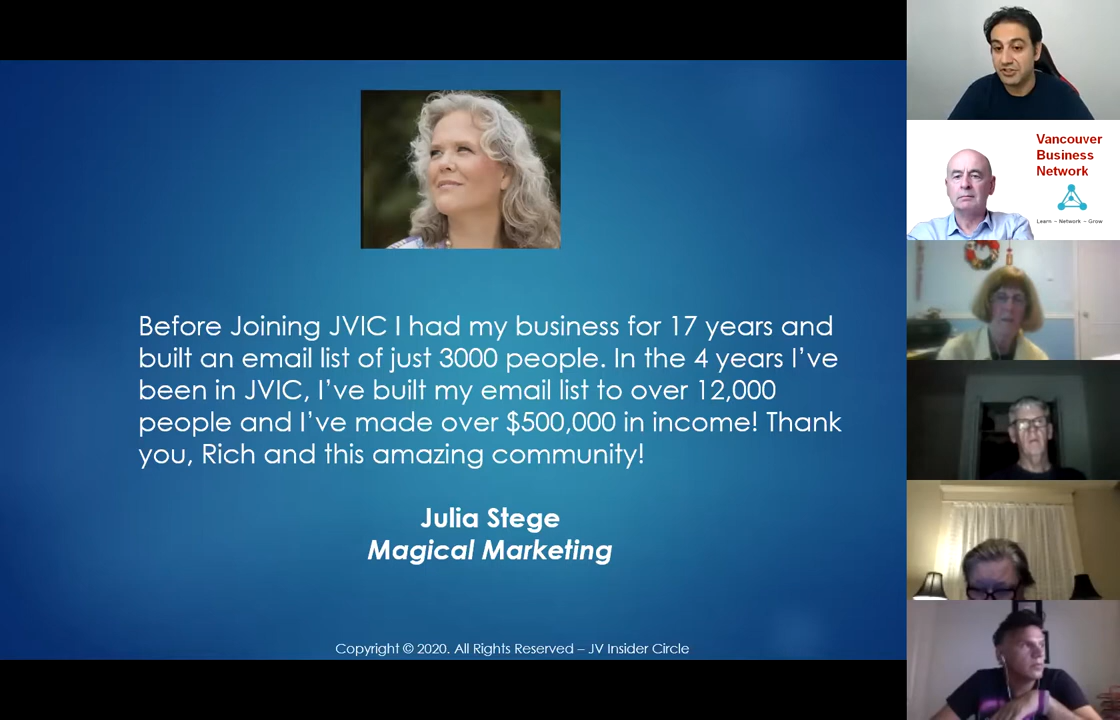 Before Joining JVIC I had my business for 17 years and
built an email list of just 3000 people. In the 4 years I’ve
been in JVIC, I’ve built my email list to over 12,000
people and I’ve made over $500,000 in income! Thank
you, Rich and this amazing community!
Julia Stege
Magical Marketing
Copyright © 2020. All Rights Reserved – JV Insider Circle
Vancouver
Business
Network
Learn – Network – Grow